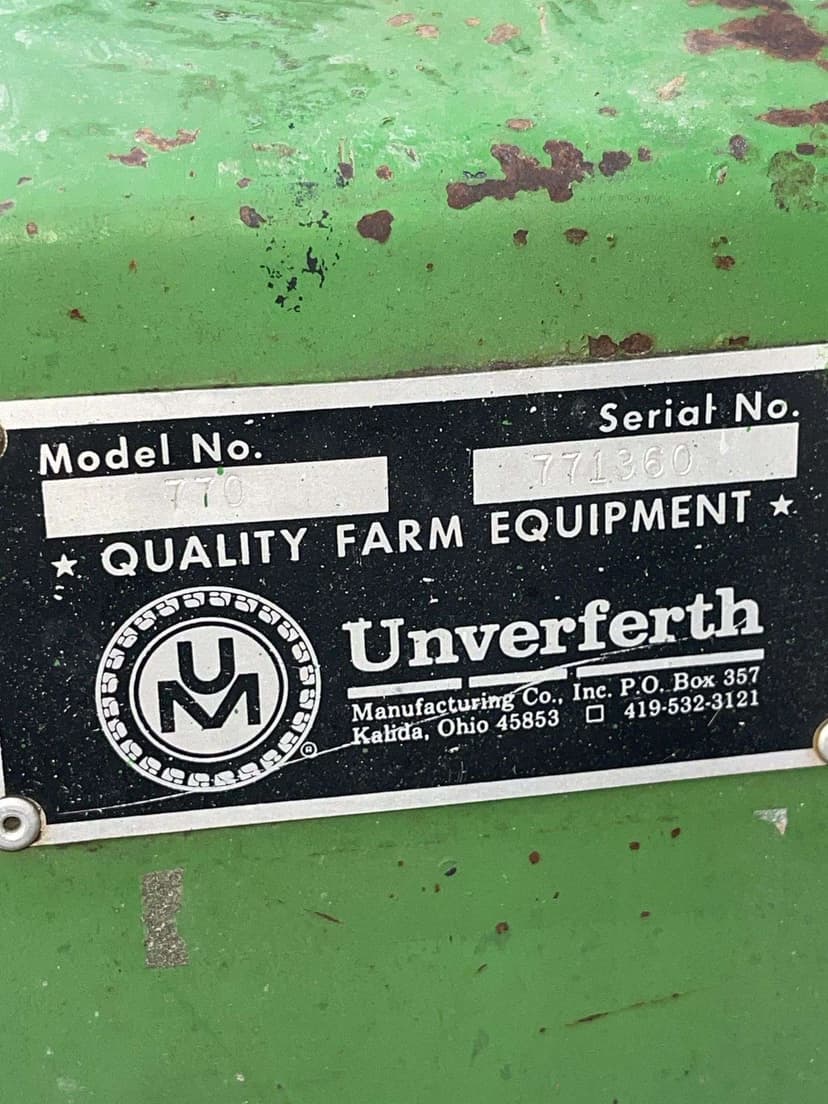 Model No.
Serial No.
770
771360
★ QUALITY FARM EQUIPMENT ★
UM
®
Unverferth
Manufacturing Co., Inc. P.O. Box 357
Kalida, Ohio 45853 □ 419-532-3121